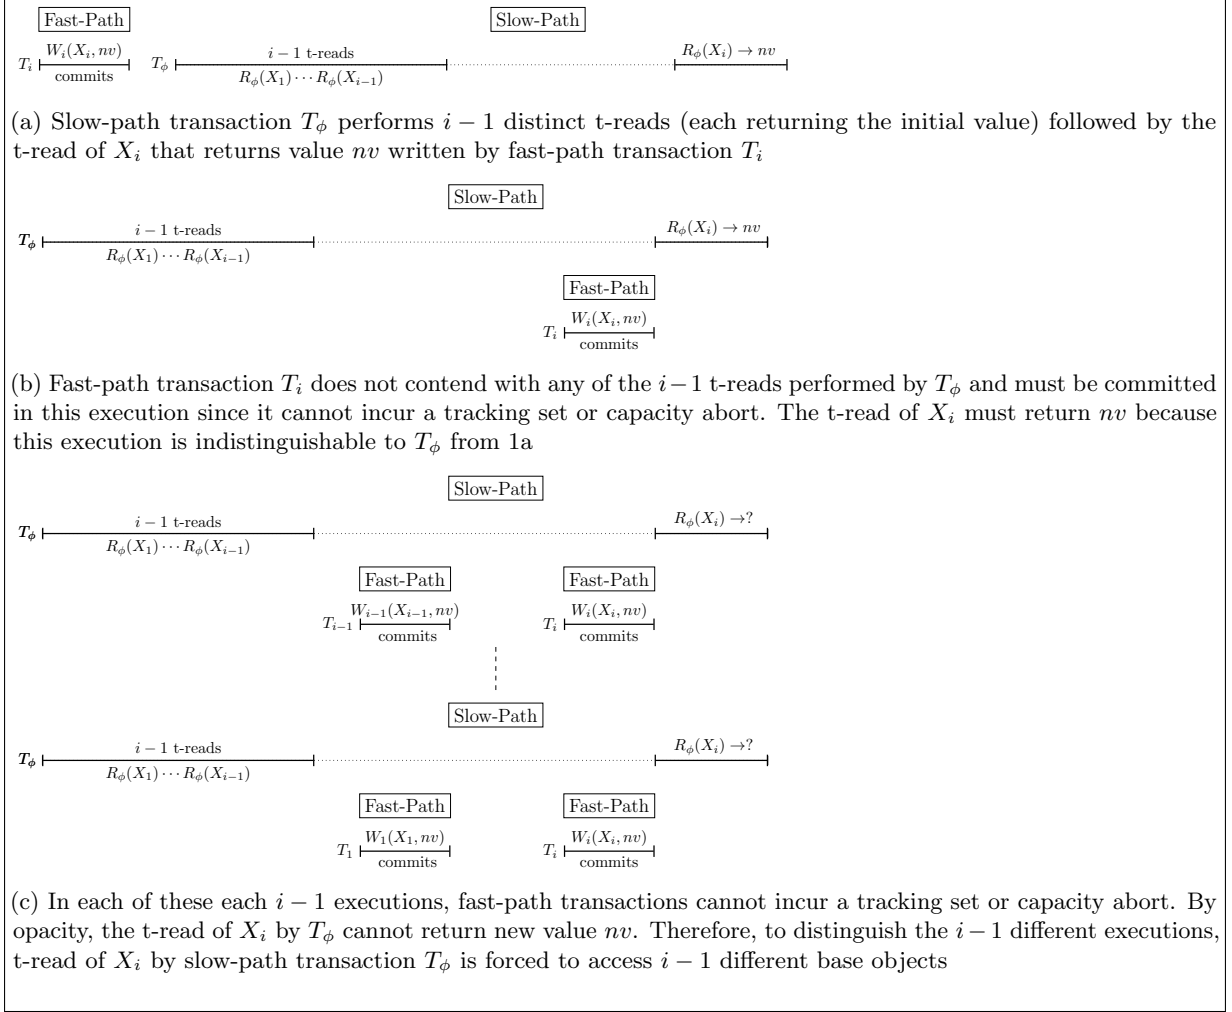 Fast-Path Slow-Path
T_i W_i(X_i, nv) commits T_ϕ i − 1 t-reads R_ϕ(X_1) · · · R_ϕ(X_{i−1}) R_ϕ(X_i) → nv
(a) Slow-path transaction T_ϕ performs i − 1 distinct t-reads (each returning the initial value) followed by the
t-read of X_i that returns value nv written by fast-path transaction T_i
Slow-Path
T_ϕ i − 1 t-reads R_ϕ(X_1) · · · R_ϕ(X_{i−1}) R_ϕ(X_i) → nv
Fast-Path
T_i W_i(X_i, nv) commits
(b) Fast-path transaction T_i does not contend with any of the i−1 t-reads performed by T_ϕ and must be committed
in this execution since it cannot incur a tracking set or capacity abort. The t-read of X_i must return nv because
this execution is indistinguishable to T_ϕ from 1a
Slow-Path
T_ϕ i − 1 t-reads R_ϕ(X_1) · · · R_ϕ(X_{i−1}) R_ϕ(X_i) →?
Fast-Path Fast-Path
T_{i−1} W_{i−1}(X_{i−1}, nv) commits T_i W_i(X_i, nv) commits
Slow-Path
T_ϕ i − 1 t-reads R_ϕ(X_1) · · · R_ϕ(X_{i−1}) R_ϕ(X_i) →?
Fast-Path Fast-Path
T_1 W_1(X_1, nv) commits T_i W_i(X_i, nv) commits
(c) In each of these each i − 1 executions, fast-path transactions cannot incur a tracking set or capacity abort. By
opacity, the t-read of X_i by T_ϕ cannot return new value nv. Therefore, to distinguish the i−1 different executions,
t-read of X_i by slow-path transaction T_ϕ is forced to access i − 1 different base objects